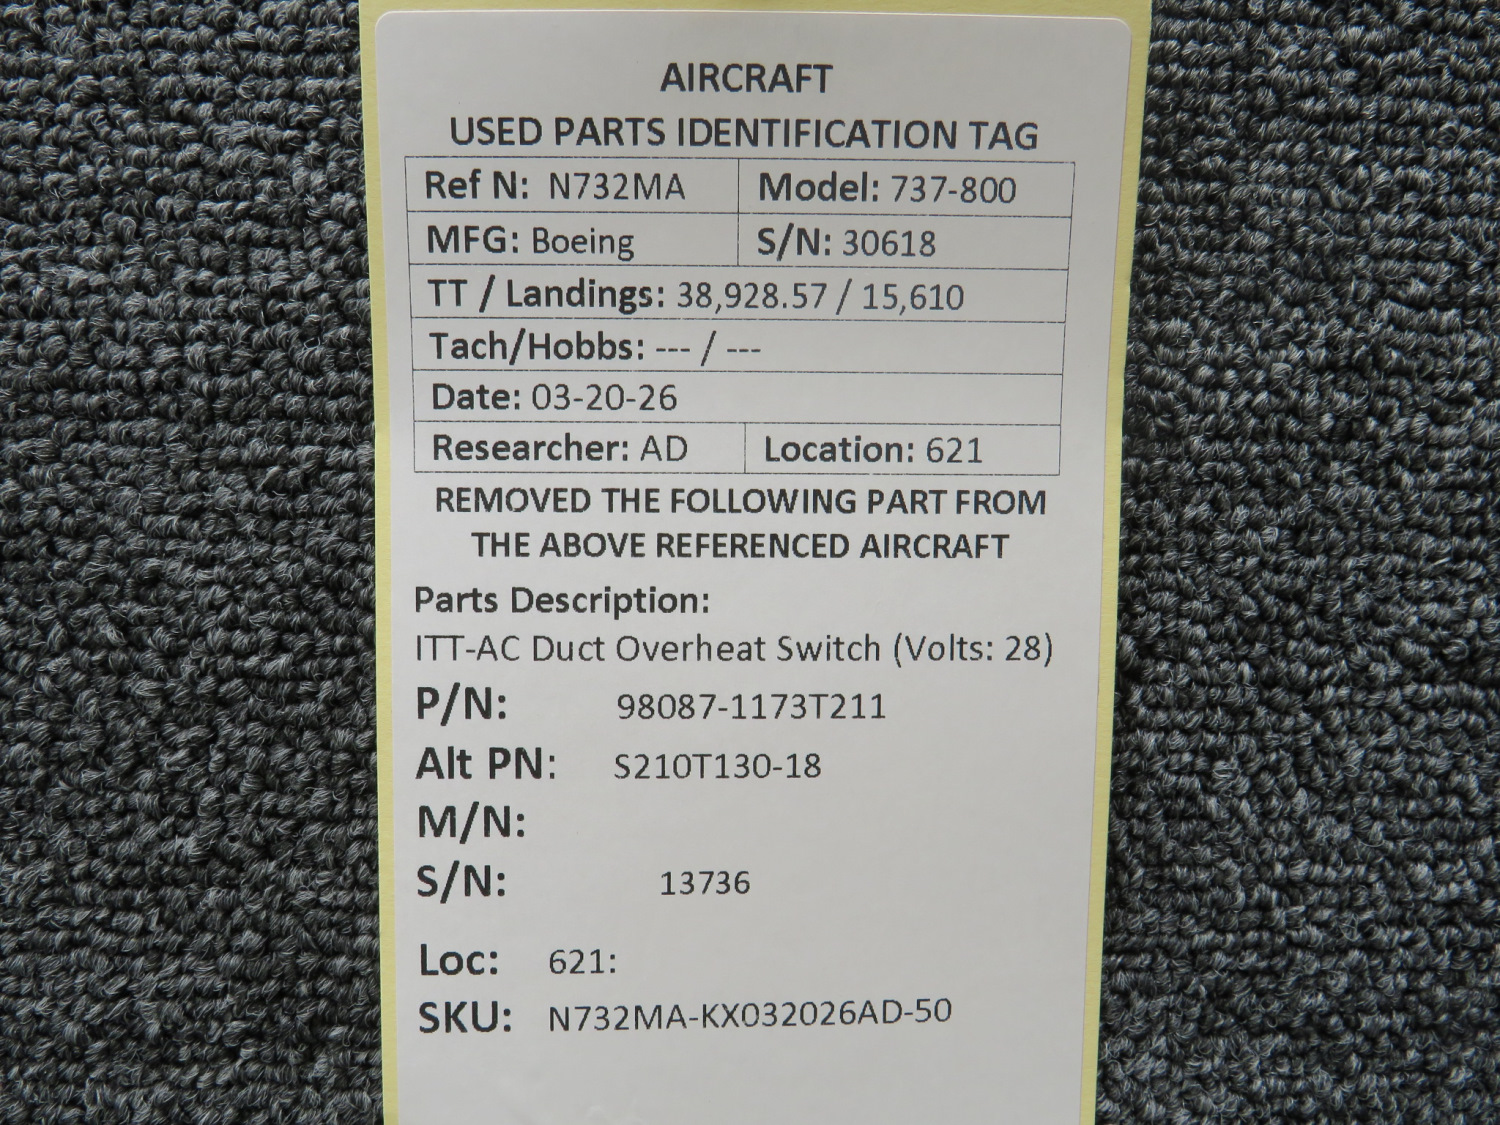 AIRCRAFT
USED PARTS IDENTIFICATION TAG
Ref N: N732MA Model: 737-800
MFG: Boeing S/N: 30618
TT / Landings: 38,928.57 / 15,610
Tach/Hobbs: --- / ---
Date: 03-20-26
Researcher: AD Location: 621
REMOVED THE FOLLOWING PART FROM
THE ABOVE REFERENCED AIRCRAFT
Parts Description:
ITT-AC Duct Overheat Switch (Volts: 28)
P/N: 98087-1173T211
Alt PN: S210T130-18
M/N:
S/N: 13736
Loc: 621:
SKU: N732MA-KX032026AD-50